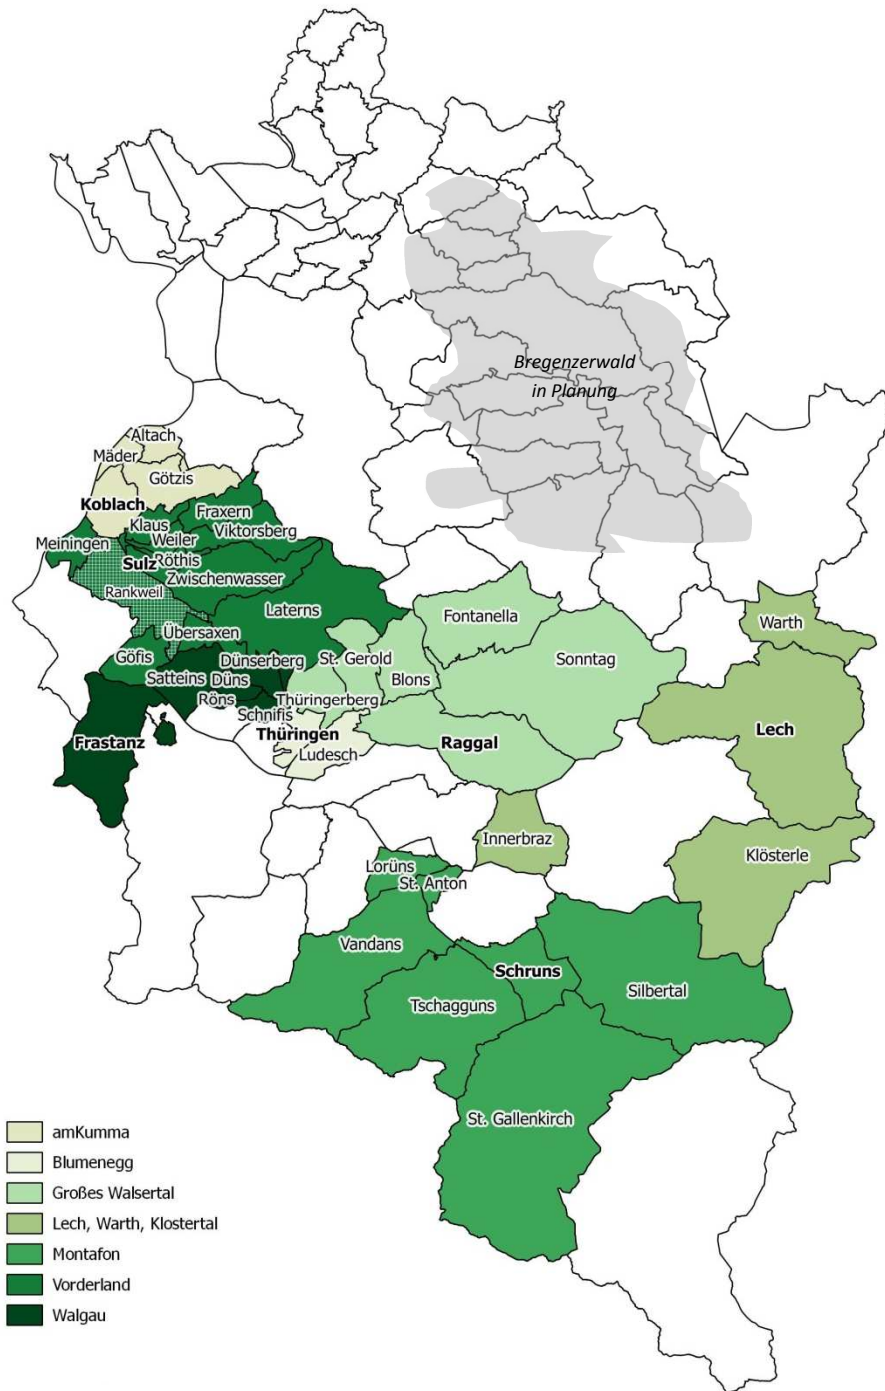 Bregenzerwald
in Planung
Altach
Mäder
Götzis
Koblach
Fraxern
Klaus
Viktorsberg
Weiler
Meiningen
Röthis
Sulz
Zwischenwasser
Rankweil
Laterns
Fontanella
Warth
Übersaxen
Göfis
St. Gerold
Dünserberg
Sonntag
Satteins
Düns
Blons
Röns
Thüringerberg
Schnifis
Lech
Frastanz
Thüringen
Raggal
Ludesch
Innerbraz
Klösterle
Lorüns
St. Anton
Vandans
Schruns
Silbertal
Tschagguns
St. Gallenkirch
amKumma
Blumenegg
Großes Walsertal
Lech, Warth, Klostertal
Montafon
Vorderland
Walgau